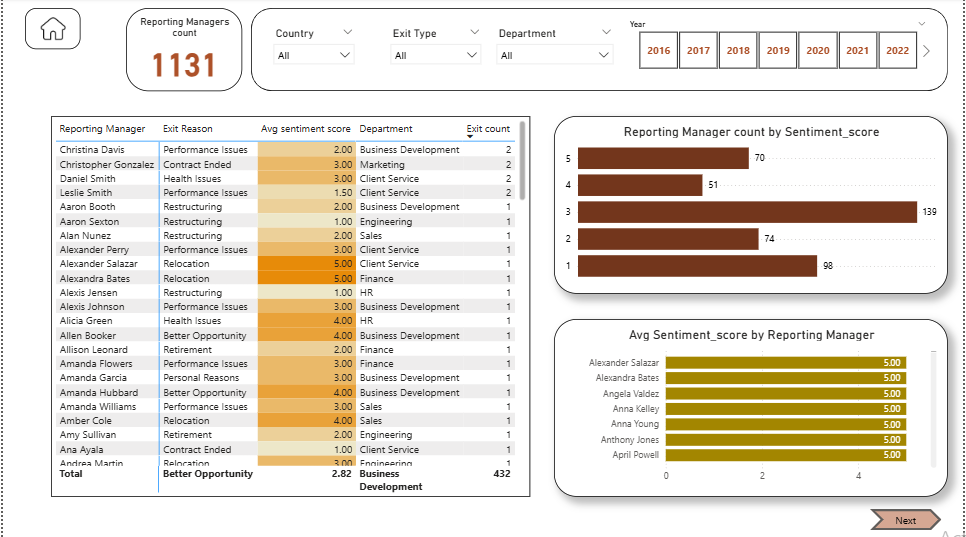 Reporting Managers
count
1131
Country
All
Exit Type
All
Department
All
Year
2016 2017 2018 2019 2020 2021 2022
Reporting Manager Exit Reason Avg sentiment score Department Exit count
Christina Davis Performance Issues 2.00 Business Development 2
Christopher Gonzalez Contract Ended 3.00 Marketing 2
Daniel Smith Health Issues 3.00 Client Service 2
Leslie Smith Performance Issues 1.50 Client Service 2
Aaron Booth Restructuring 2.00 Business Development 1
Aaron Sexton Restructuring 1.00 Engineering 1
Alan Nunez Restructuring 2.00 Sales 1
Alexander Perry Performance Issues 3.00 Client Service 1
Alexander Salazar Relocation 5.00 Client Service 1
Alexandra Bates Relocation 5.00 Finance 1
Alexis Jensen Restructuring 1.00 HR 1
Alexis Johnson Performance Issues 3.00 Business Development 1
Alicia Green Health Issues 4.00 HR 1
Allen Booker Better Opportunity 4.00 Business Development 1
Allison Leonard Retirement 2.00 Finance 1
Amanda Flowers Performance Issues 3.00 Finance 1
Amanda Garcia Personal Reasons 3.00 Business Development 1
Amanda Hubbard Better Opportunity 4.00 Business Development 1
Amanda Williams Performance Issues 3.00 Sales 1
Amber Cole Relocation 4.00 Sales 1
Amy Sullivan Retirement 2.00 Engineering 1
Ana Ayala Contract Ended 1.00 Client Service 1
Andrea Martin Relocation 3.00 Engineering 1
Total Better Opportunity 2.82 Business 432
Development
Reporting Manager count by Sentiment_score
5 70
4 51
3 139
2 74
1 98
Avg Sentiment_score by Reporting Manager
Alexander Salazar 5.00
Alexandra Bates 5.00
Angela Valdez 5.00
Anna Kelley 5.00
Anna Young 5.00
Anthony Jones 5.00
April Powell 5.00
0 2 4
Next